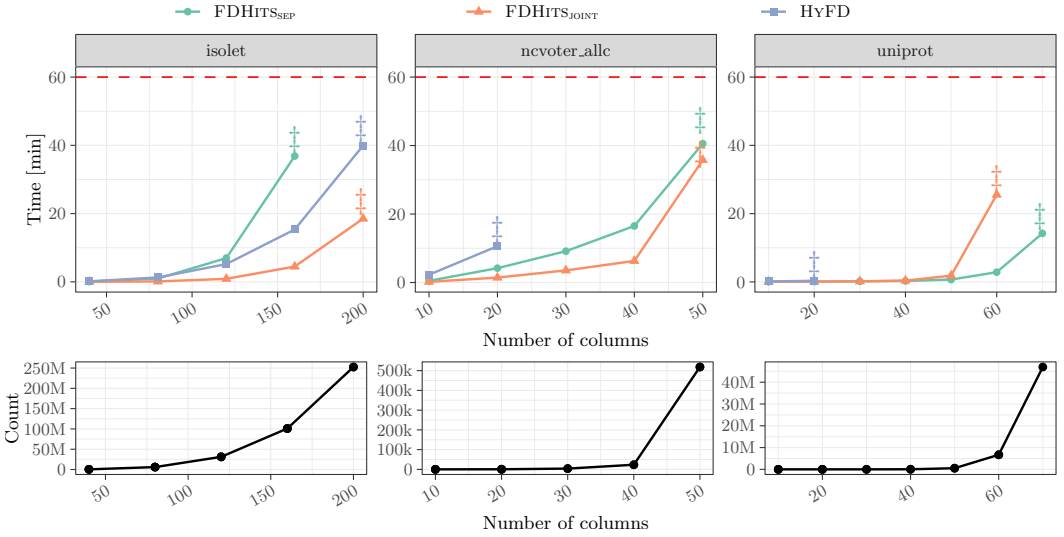 FDHITS_SEP FDHITS_JOINT HYFD
isolet ncvoter_allc uniprot
Time [min]
60
40
20
0
50 100 150 200
10 20 30 40 50
20 40 60
‡ ‡ ‡ ‡ ‡ ‡ ‡ ‡ ‡
Number of columns
Count
250M
200M
150M
100M
50M
0
50 100 150 200
500k
400k
300k
200k
100k
0
10 20 30 40 50
40M
30M
20M
10M
0
20 40 60
Number of columns